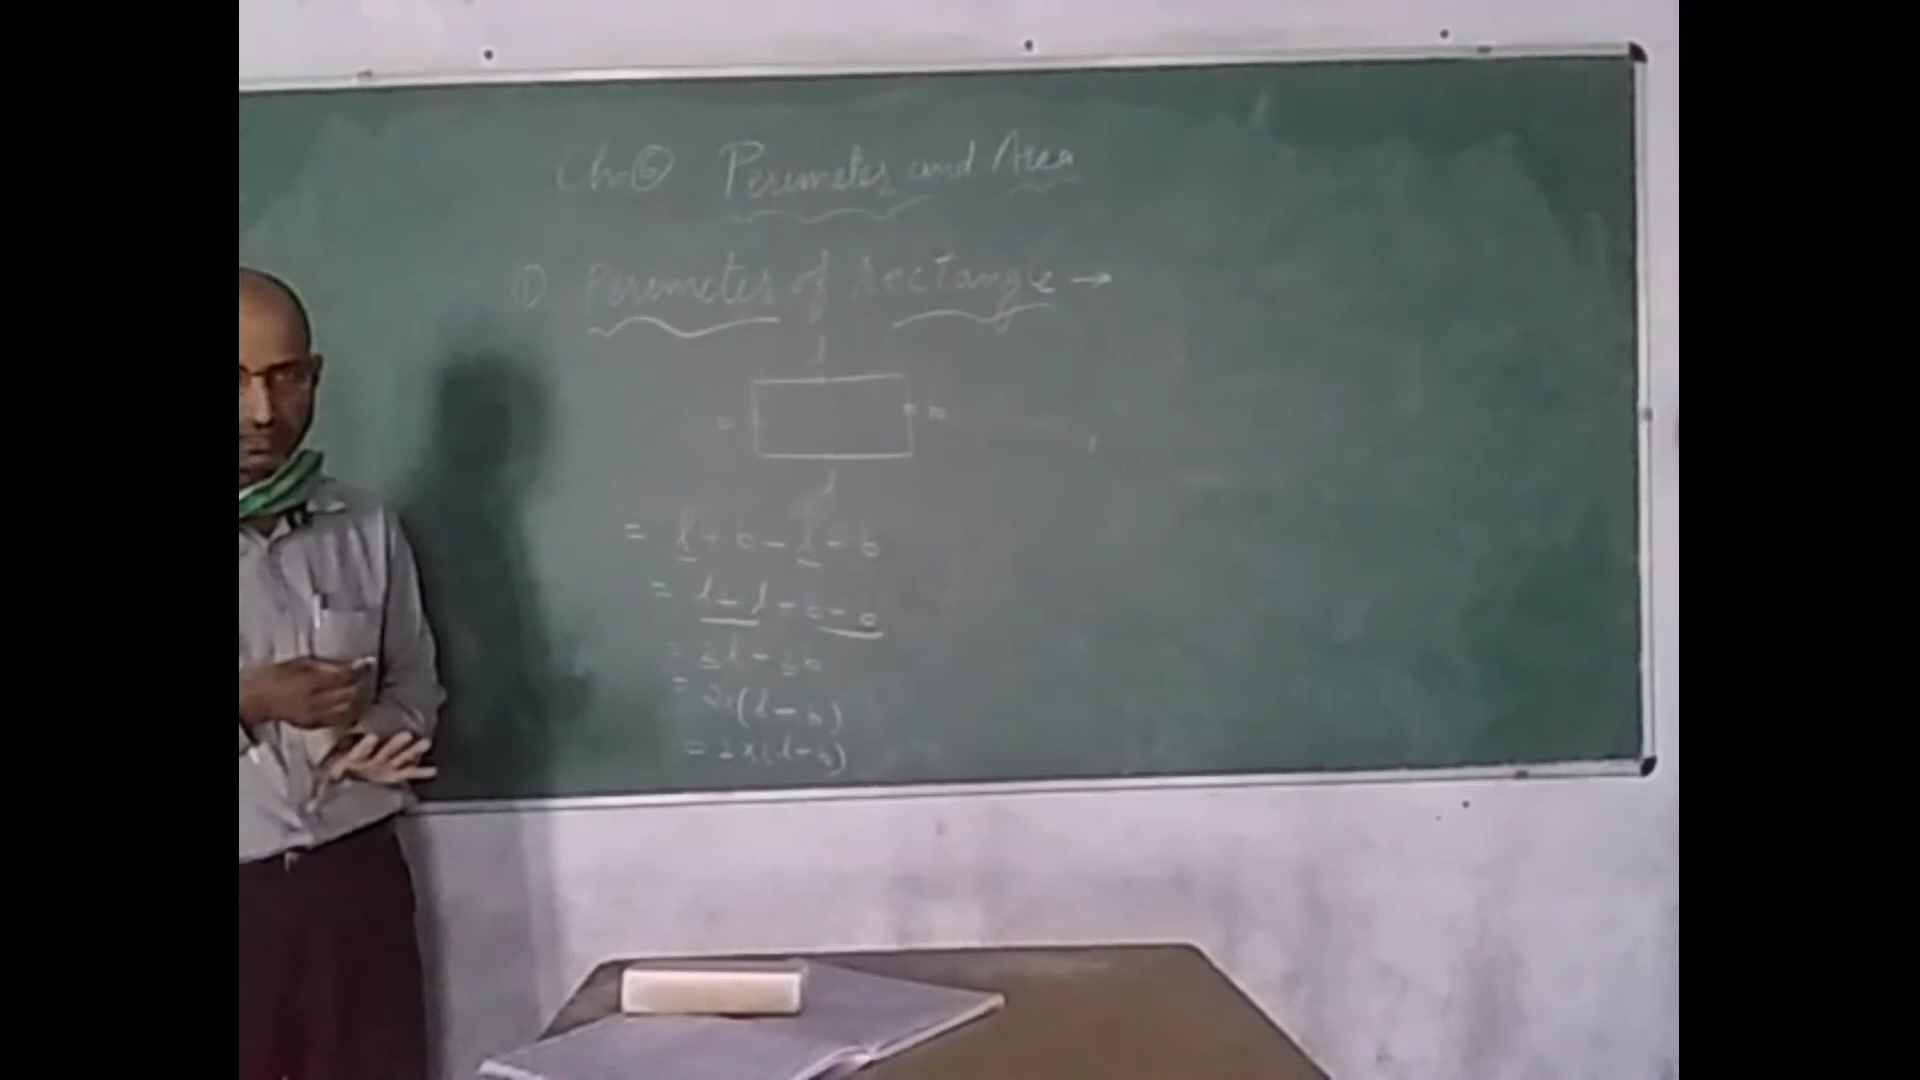 Ch-⑥ Perimeter and Area
① Perimeter of Rectangle →
l
b b
l
= l + b + l + b
= l + l + b + b
= 2l + 2b
= 2×(l + b)
= 2×(l+b)